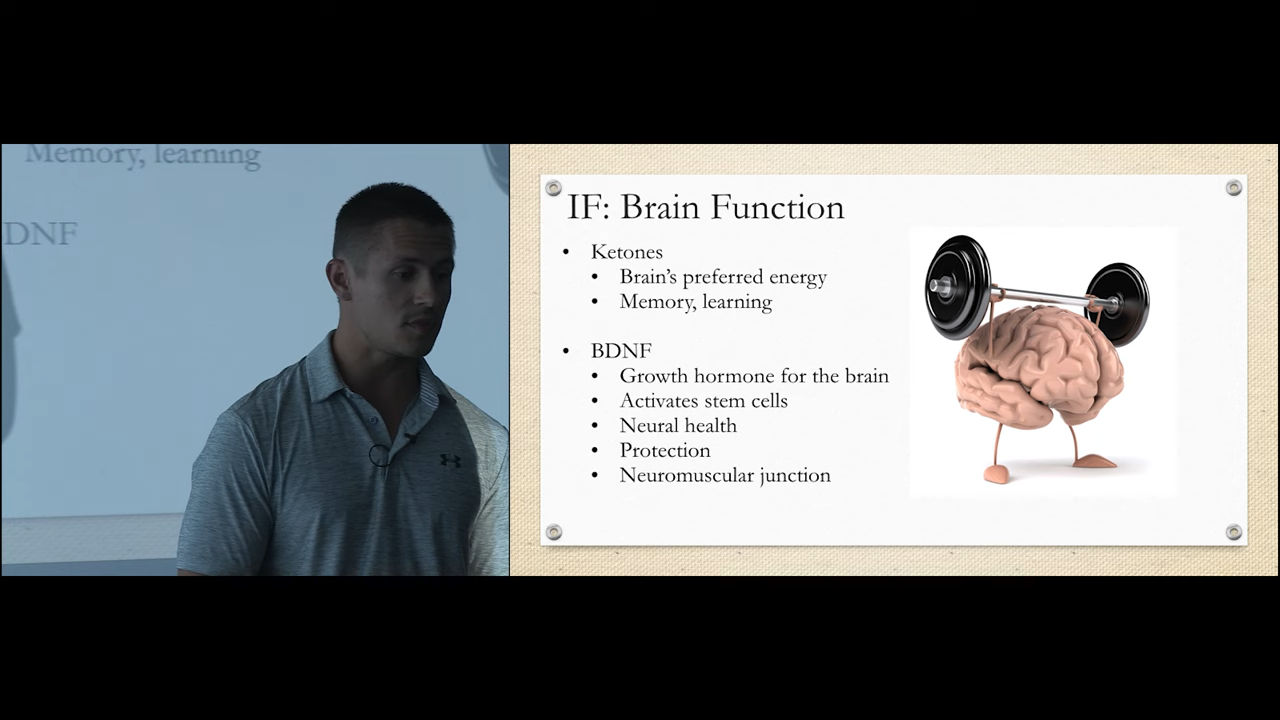 Memory, learning
DNF
IF: Brain Function
• Ketones
• Brain’s preferred energy
• Memory, learning
• BDNF
• Growth hormone for the brain
• Activates stem cells
• Neural health
• Protection
• Neuromuscular junction